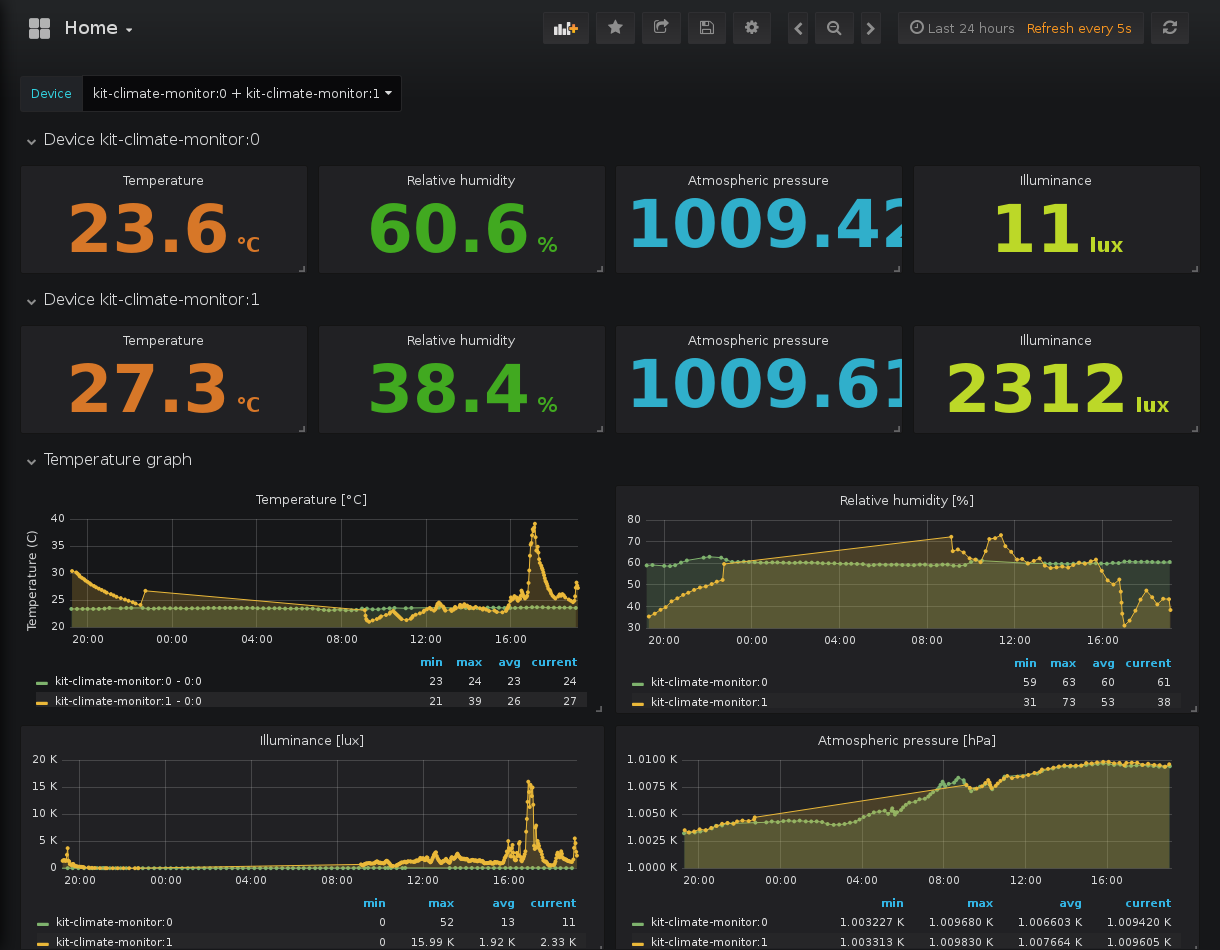 Home
Last 24 hours Refresh every 5s
Device kit-climate-monitor:0 + kit-climate-monitor:1
Device kit-climate-monitor:0
Temperature Relative humidity Atmospheric pressure Illuminance
23.6 °C 60.6 % 1009.42 11 lux
Device kit-climate-monitor:1
Temperature Relative humidity Atmospheric pressure Illuminance
27.3 °C 38.4 % 1009.61 2312 lux
Temperature graph
Temperature [°C]
Temperature (C)
40
35
30
25
20
20:00 00:00 04:00 08:00 12:00 16:00
min max avg current
kit-climate-monitor:0 - 0:0 23 24 23 24
kit-climate-monitor:1 - 0:0 21 39 26 27
Relative humidity [%]
80
70
60
50
40
30
20:00 00:00 04:00 08:00 12:00 16:00
min max avg current
kit-climate-monitor:0 59 63 60 61
kit-climate-monitor:1 31 73 53 38
Illuminance [lux]
20 K
15 K
10 K
5 K
0
20:00 00:00 04:00 08:00 12:00 16:00
min max avg current
kit-climate-monitor:0 0 52 13 11
kit-climate-monitor:1 0 15.99 K 1.92 K 2.33 K
Atmospheric pressure [hPa]
1.0100 K
1.0075 K
1.0050 K
1.0025 K
1.0000 K
20:00 00:00 04:00 08:00 12:00 16:00
min max avg current
kit-climate-monitor:0 1.003227 K 1.009680 K 1.006603 K 1.009420 K
kit-climate-monitor:1 1.003313 K 1.009830 K 1.007664 K 1.009605 K